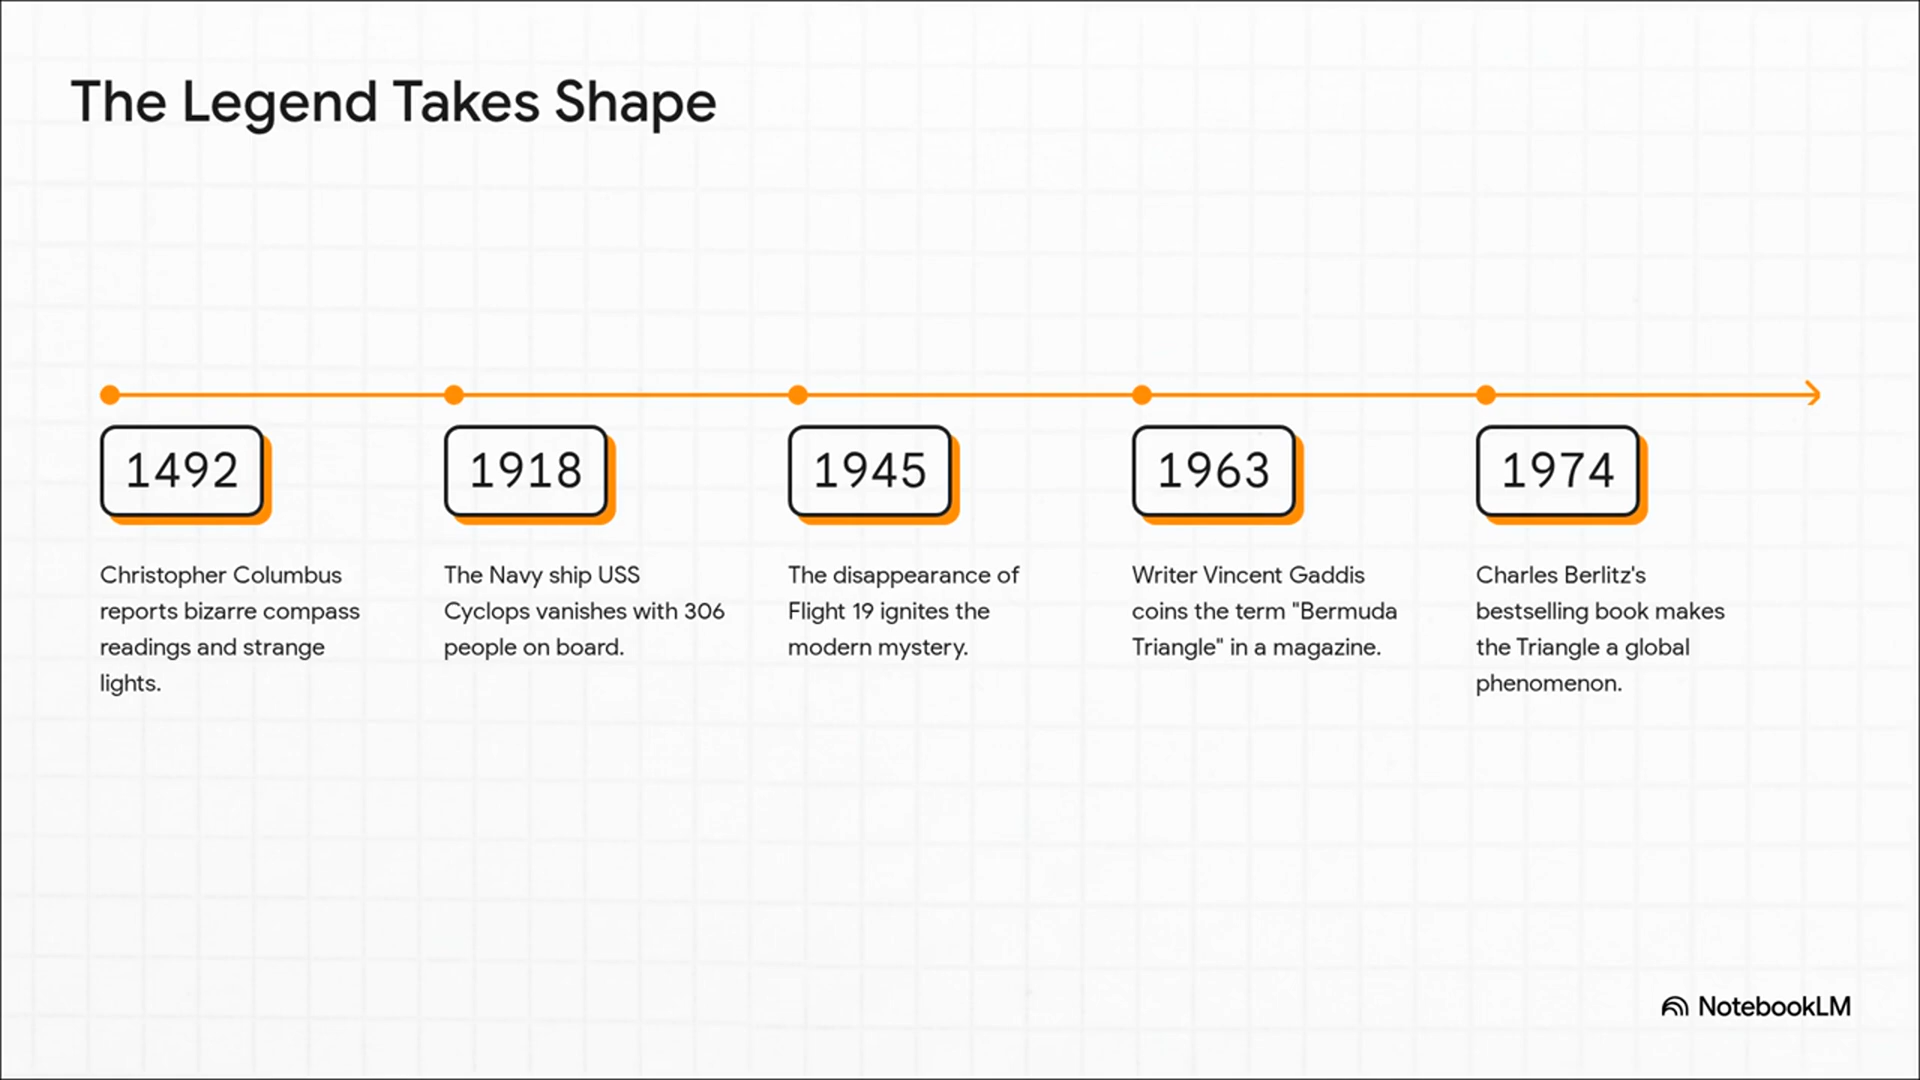 The Legend Takes Shape
1492
Christopher Columbus
reports bizarre compass
readings and strange
lights.
1918
The Navy ship USS
Cyclops vanishes with 306
people on board.
1945
The disappearance of
Flight 19 ignites the
modern mystery.
1963
Writer Vincent Gaddis
coins the term "Bermuda
Triangle" in a magazine.
1974
Charles Berlitz's
bestselling book makes
the Triangle a global
phenomenon.
NotebookLM